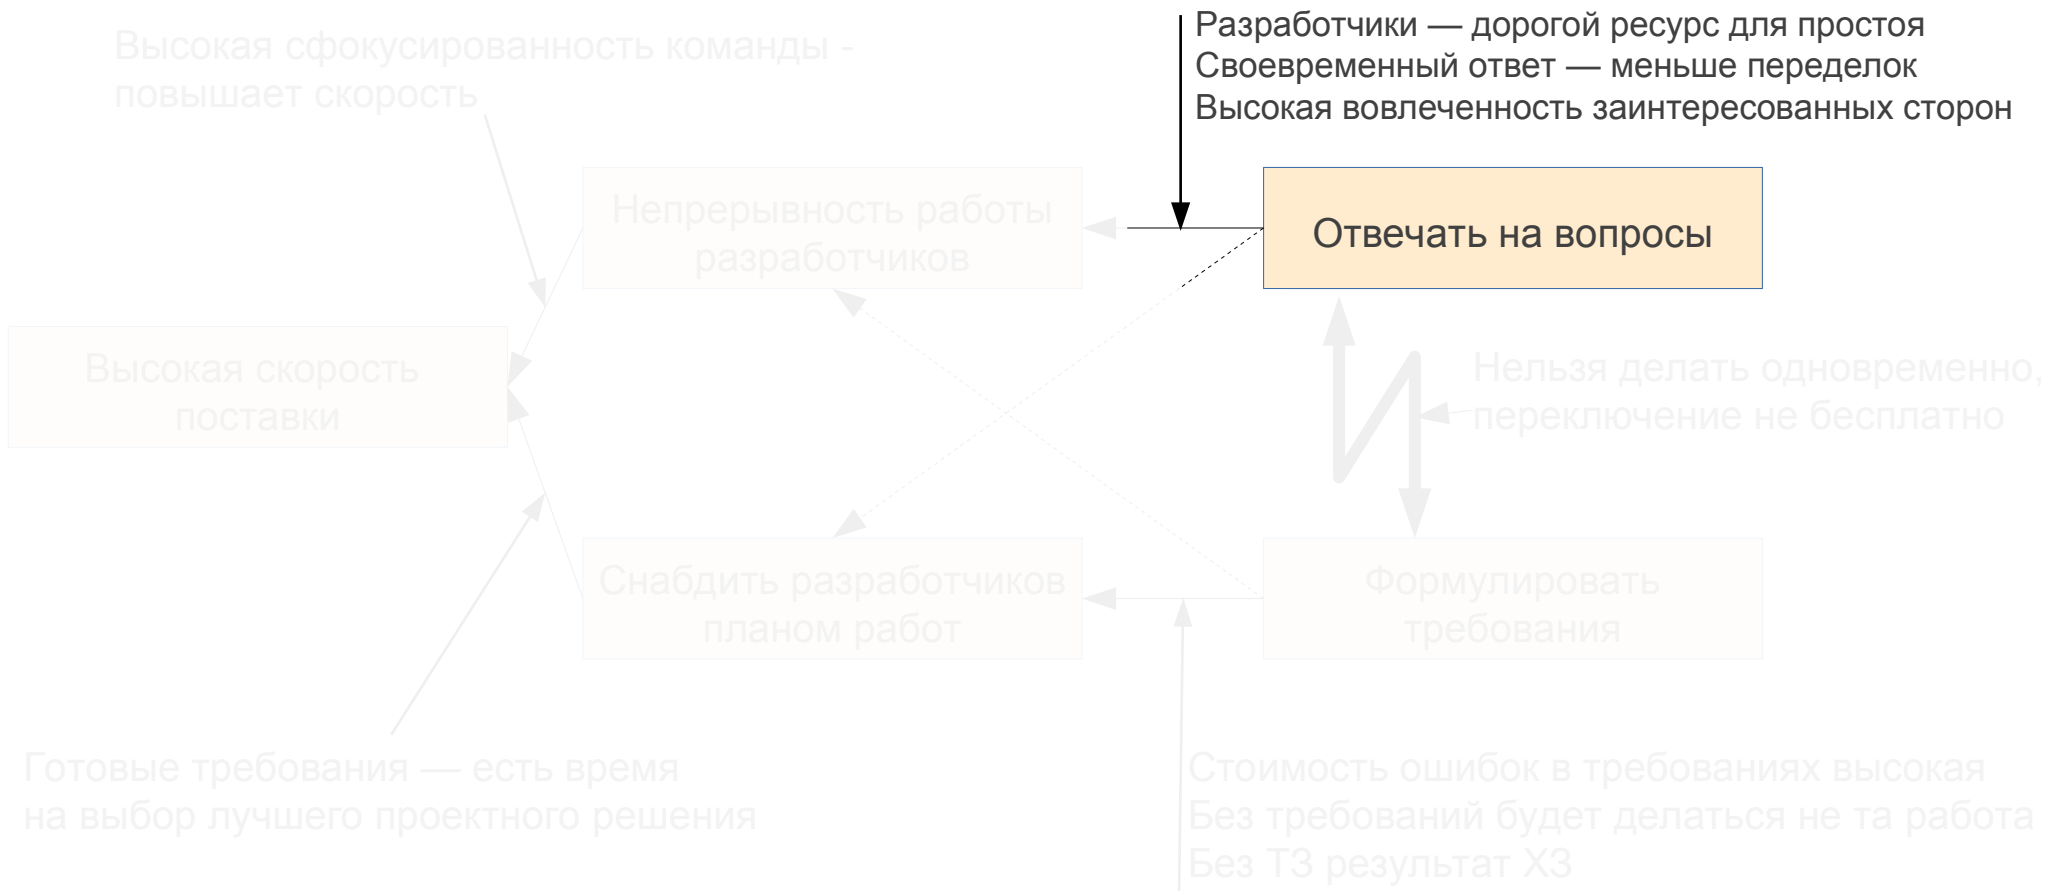 Высокая сфокусированность команды -
повышает скорость
Разработчики — дорогой ресурс для простоя
Своевременный ответ — меньше переделок
Высокая вовлеченность заинтересованных сторон
Непрерывность работы
разработчиков
Отвечать на вопросы
Высокая скорость
поставки
Нельзя делать одновременно,
переключение не бесплатно
Снабдить разработчиков
планом работ
Формулировать
требования
Готовые требования — есть время
на выбор лучшего проектного решения
Стоимость ошибок в требованиях высокая
Без требований будет делаться не та работа
Без ТЗ результат ХЗ